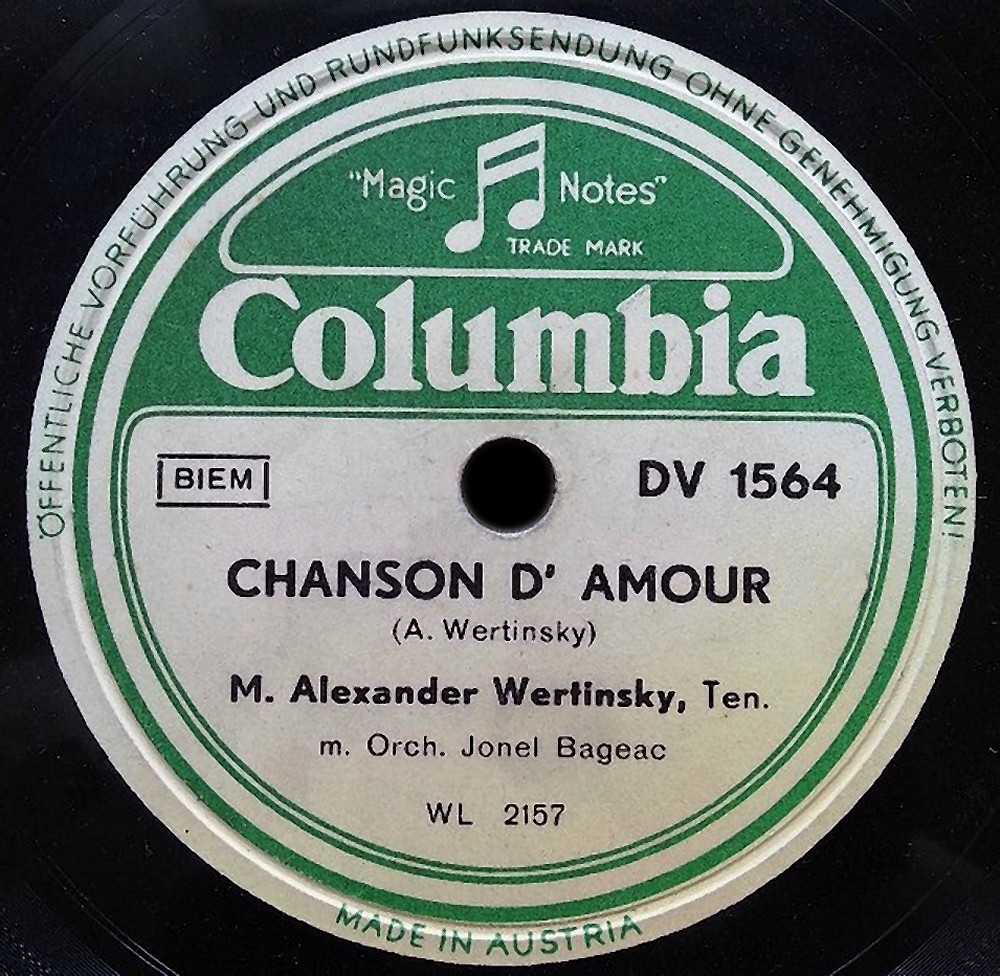 ÖFFENTLICHE VORFÜHRUNG UND RUNDFUNKSENDUNG OHNE GENEHMIGUNG VERBOTEN!
"Magic Notes"
TRADE MARK
Columbia
BIEM
DV 1564
CHANSON D' AMOUR
(A. Wertinsky)
M. Alexander Wertinsky, Ten.
m. Orch. Jonel Bageac
WL 2157
MADE IN AUSTRIA